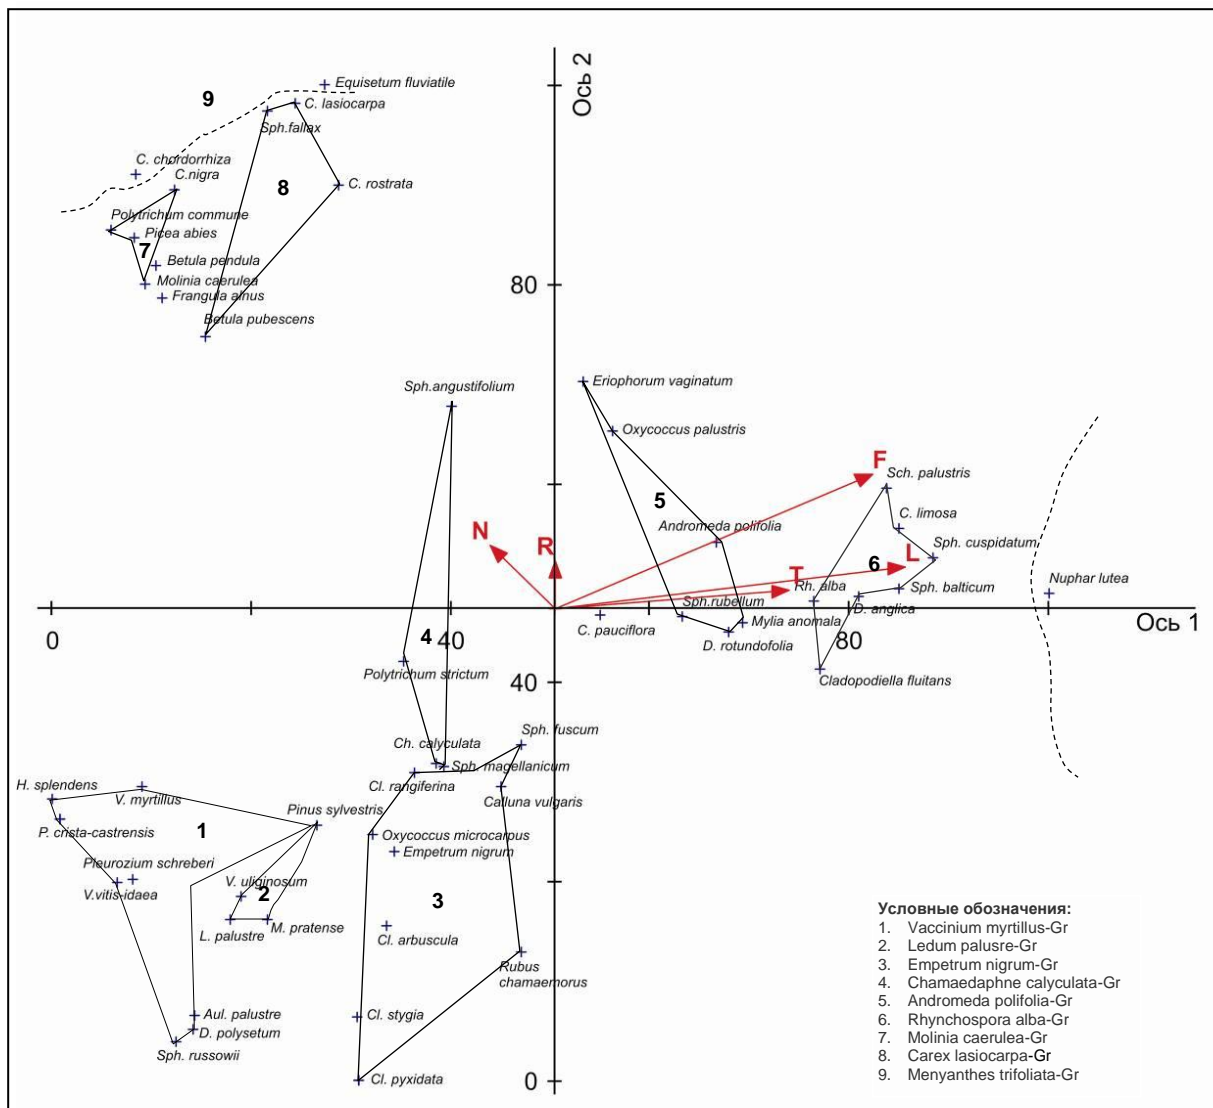 Ось 2
Equisetum fluviatile
9
C. lasiocarpa
Sph.fallax
C. chordorrhiza
C.nigra
8
C. rostrata
Polytrichum commune
Picea abies
7
Betula pendula
Molinia caerulea
80
Frangula alnus
Betula pubescens
Sph.angustifolium
Eriophorum vaginatum
Oxycoccus palustris
F
Sch. palustris
5
C. limosa
N
Andromeda polifolia
R
Sph. cuspidatum
L
6
T
Nuphar lutea
Rh. alba
Sph. balticum
Sph.rubellum
D. anglica
C. pauciflora
Mylia anomala
Ось 1
0
4
40
D. rotundofolia
80
Polytrichum strictum
Cladopodiella fluitans
40
Sph. fuscum
Ch. calyculata
Sph. magellanicum
Cl. rangiferina
H. splendens
V. myrtillus
Calluna vulgaris
Pinus sylvestris
P. crista-castrensis
1
Oxycoccus microcarpus
Empetrum nigrum
Pleurozium schreberi
V.vitis-idaea
V. uliginosum
2
3
L. palustre
M. pratense
Cl. arbuscula
Rubus
chamaemorus
Aul. palustre
Cl. stygia
D. polysetum
Sph. russowii
Cl. pyxidata
0
Условные обозначения:
1. Vaccinium myrtillus-Gr
2. Ledum palusre-Gr
3. Empetrum nigrum-Gr
4. Chamaedaphne calyculata-Gr
5. Andromeda polifolia-Gr
6. Rhynchospora alba-Gr
7. Molinia caerulea-Gr
8. Carex lasiocarpa-Gr
9. Menyanthes trifoliata-Gr